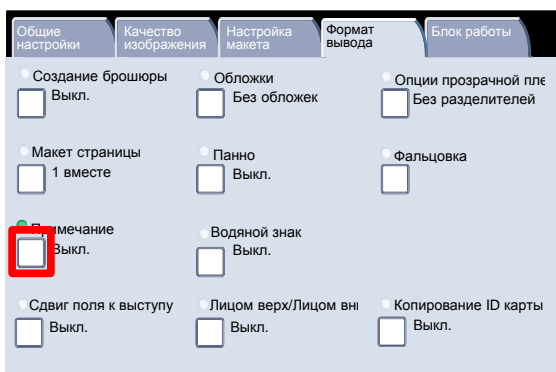 Общие
настройки
Качество
изображения
Настройка
макета
Формат
вывода
Блок работы
Создание брошюры
Выкл.
Обложки
Без обложек
Опции прозрачной пле
Без разделителей
Макет страницы
1 вместе
Панно
Выкл.
Фальцовка
Примечание
Выкл.
Водяной знак
Выкл.
Сдвиг поля к выступу
Выкл.
Лицом верх/Лицом вни
Выкл.
Копирование ID карты
Выкл.